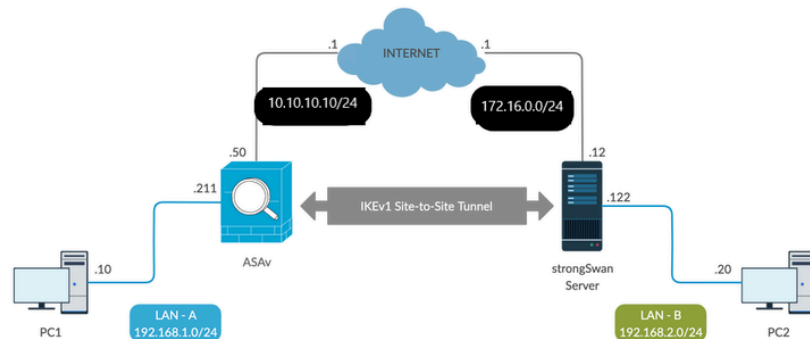 .1
INTERNET
.1
10.10.10.10/24
172.16.0.0/24
.50
.12
.211
IKEv1 Site-to-Site Tunnel
.122
ASAv
strongSwan
Server
.10
.20
PC1
LAN - A
192.168.1.0/24
LAN - B
192.168.2.0/24
PC2